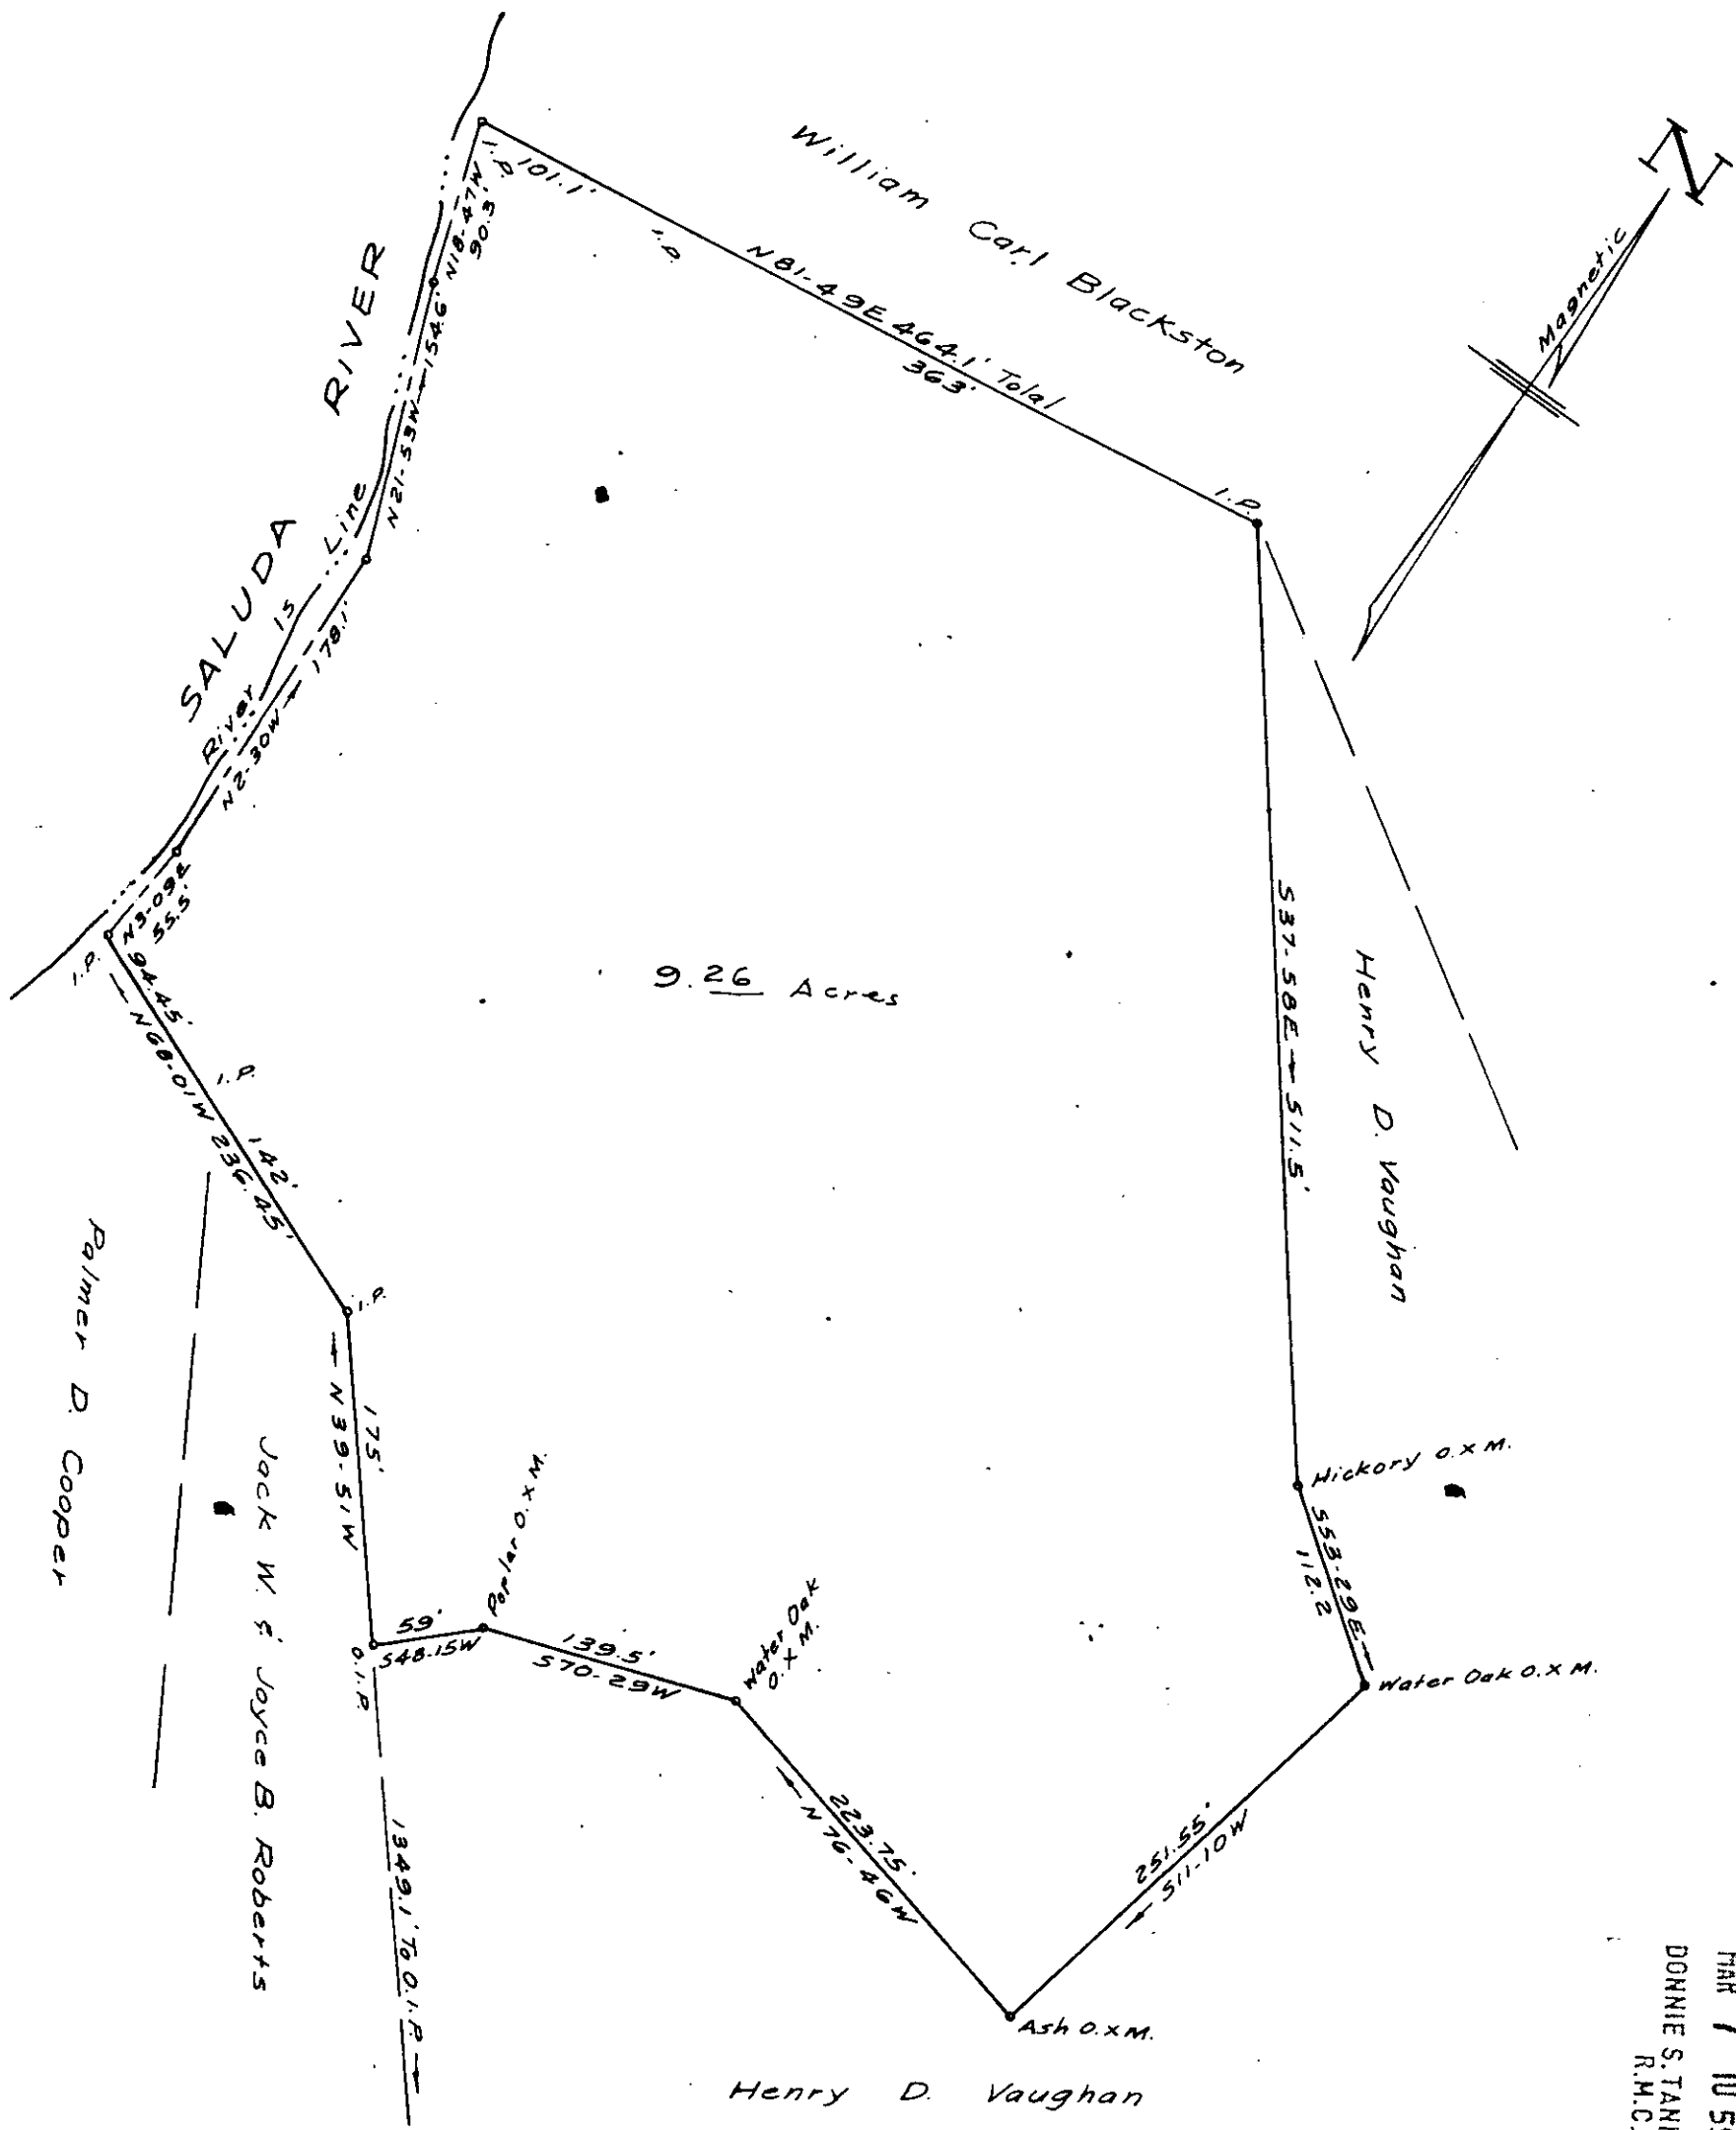 N
Magnetic
William Carl Blackston
I.P.
101.1'
I.P.
N81-49E 464.1' Total
363'
I.P.
N18-47W
90.3'
N21-53W 154.6'
SALUDA RIVER
River is Line
N2-30W 178.1'
N3-09E
55.5'
I.P.
94.45'
N68-01W 236.45'
I.P.
142'
I.P.
9.26 Acres
S37-58E 511.5'
Henry D. Vaughan
Hickory O.X M.
S53-29E
112.2
Water Oak O.X M.
251.55'
S11-10W
Ash O.X M.
223.75'
N76-46W
Water Oak
O.X M.
139.5'
S70-29W
Poplar O.X M.
59'
S48-15W
O.I.P.
175'
N39-51W
1349.1' To O.I.P.
Palmer D. Cooper
Jack W. & Joyce B. Roberts
Henry D. Vaughan
10 5
DONNIE S. TAN
R.M.C.